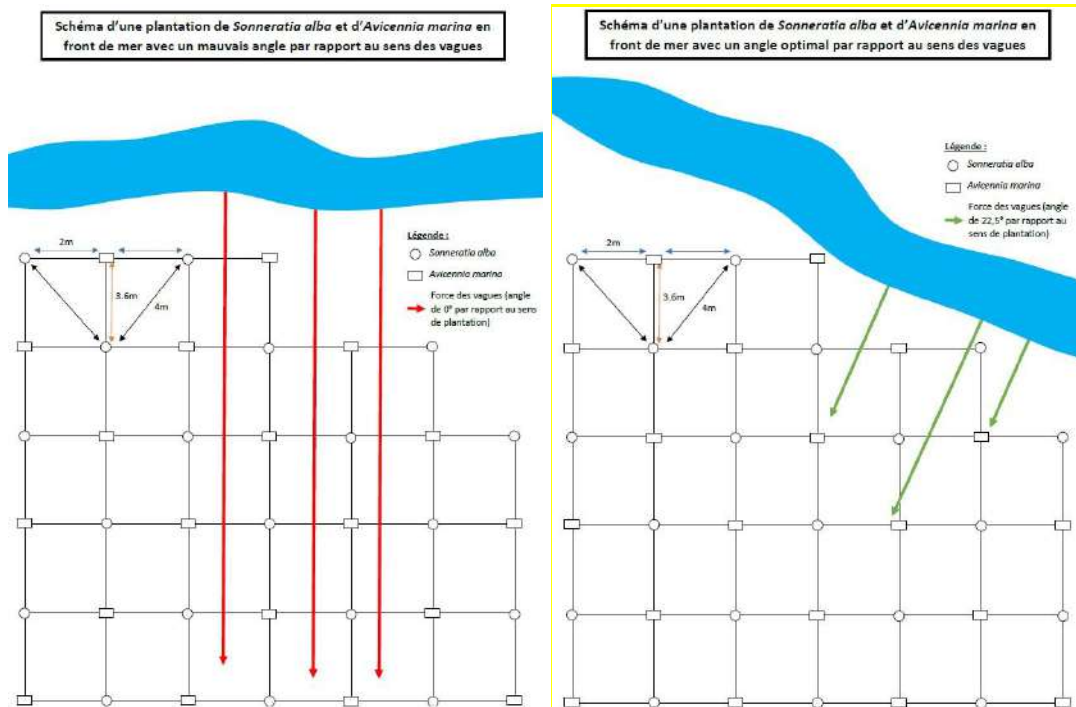 Schéma d'une plantation de Sonneratia alba et d'Avicennia marina en
front de mer avec un mauvais angle par rapport au sens des vagues
Légende :
Sonneratia alba
Avicennia marina
Force des vagues (angle
de 0° par rapport au sens
de plantation)
2m
3.6m
4m
Schéma d'une plantation de Sonneratia alba et d'Avicennia marina en
front de mer avec un angle optimal par rapport au sens des vagues
Légende :
Sonneratia alba
Avicennia marina
Force des vagues (angle
de 22,5° par rapport au
sens de plantation)
2m
3.6m
4m